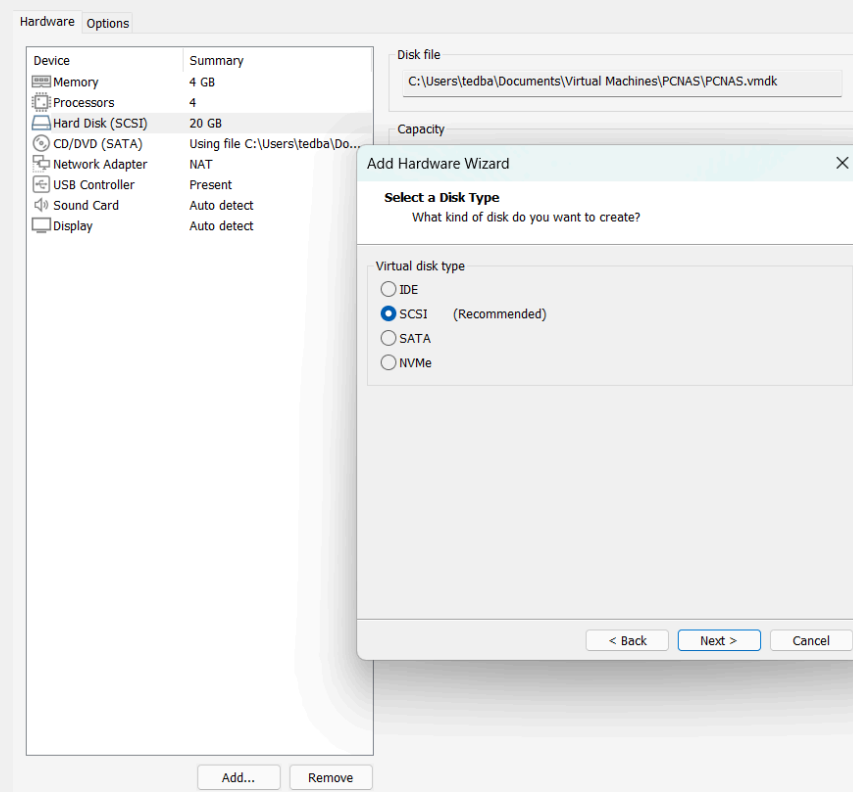 Hardware Options
Device Summary
Memory 4 GB
Processors 4
Hard Disk (SCSI) 20 GB
CD/DVD (SATA) Using file C:\Users\tedba\Do...
Network Adapter NAT
USB Controller Present
Sound Card Auto detect
Display Auto detect
Add... Remove
Disk file
C:\Users\tedba\Documents\Virtual Machines\PCNAS\PCNAS.vmdk
Capacity
Add Hardware Wizard
Select a Disk Type
What kind of disk do you want to create?
Virtual disk type
IDE
SCSI (Recommended)
SATA
NVMe
< Back Next > Cancel